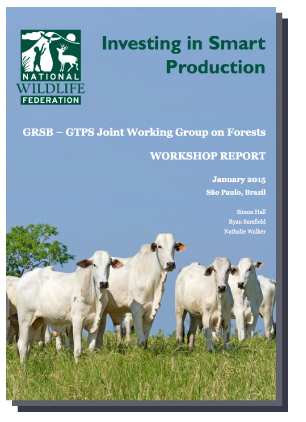 NATIONAL
WILDLIFE
FEDERATION
Investing in Smart
Production
GRSB – GTPS Joint Working Group on Forests
WORKSHOP REPORT
January 2015
São Paulo, Brazil
Simon Hall
Ryan Sarsfield
Nathalie Walker